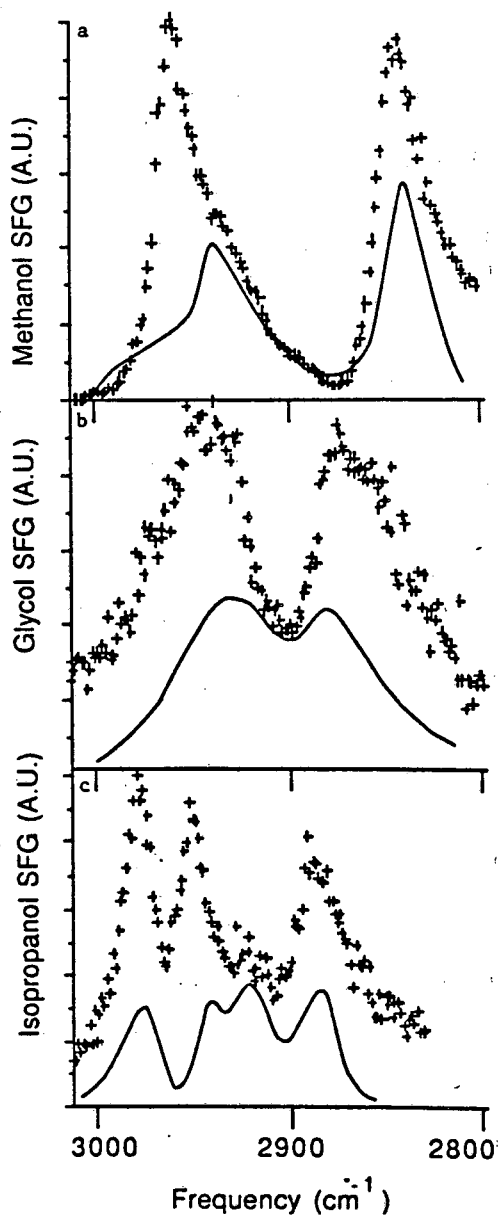 a
Methanol SFG (A.U.)
b
Glycol SFG (A.U.)
c
Isopropanol SFG (A.U.)
3000 2900 2800
Frequency (cm-1)